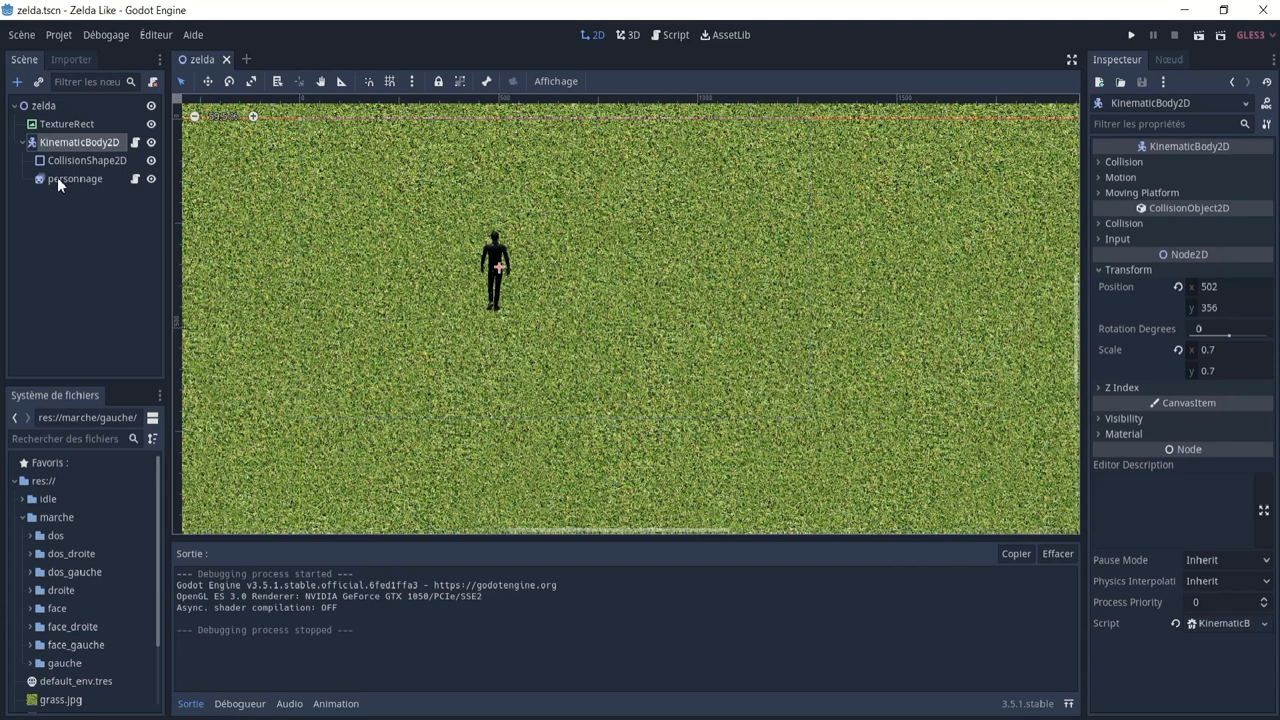 zelda.tscn - Zelda Like - Godot Engine
Scène Projet Débogage Éditeur Aide
2D 3D Script AssetLib
GLES3
Scène Importer
zelda
Inspecteur Nœud
Filtrer les nœu
Affichage
zelda
TextureRect
KinematicBody2D
CollisionShape2D
personnage
500
1000
1500
500
KinematicBody2D
Filtrer les propriétés
KinematicBody2D
Collision
Motion
Moving Platform
CollisionObject2D
Collision
Input
Node2D
Transform
Position x 502
y 356
Rotation Degrees 0
Scale x 0.7
y 0.7
Z Index
CanvasItem
Visibility
Material
Node
Editor Description
Pause Mode Inherit
Physics Interpolati Inherit
Process Priority 0
Script KinematicB
Système de fichiers
res://marche/gauche/
Rechercher des fichiers
Favoris :
res://
idle
marche
dos
dos_droite
dos_gauche
droite
face
face_droite
face_gauche
gauche
default_env.tres
grass.jpg
Sortie :
Copier Effacer
--- Debugging process started ---
Godot Engine v3.5.1.stable.official.6fed1ffa3 - https://godotengine.org
OpenGL ES 3.0 Renderer: NVIDIA GeForce GTX 1050/PCIe/SSE2
Async. shader compilation: OFF
--- Debugging process stopped ---
Sortie Débogueur Audio Animation
3.5.1.stable